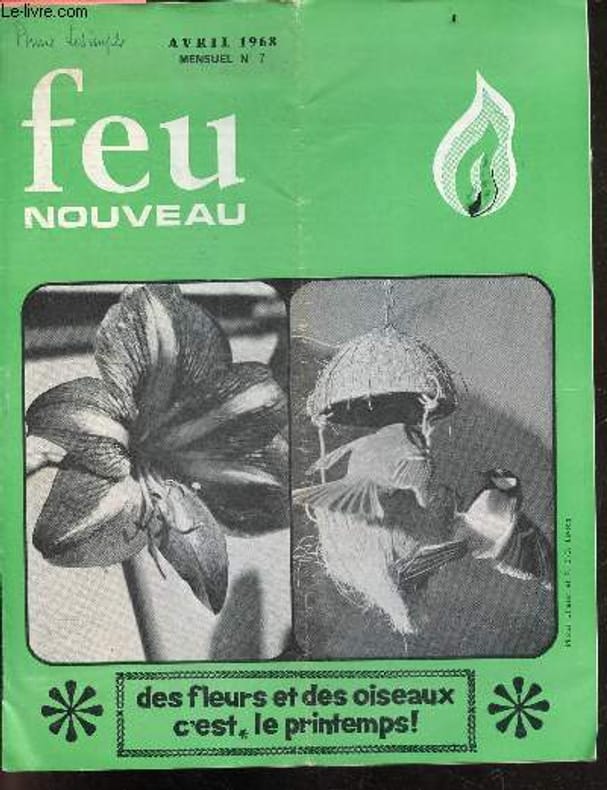 Le-livre.com
AVRIL 1968
MENSUEL N 7
feu
NOUVEAU
des fleurs et des oiseaux
c'est le printemps!